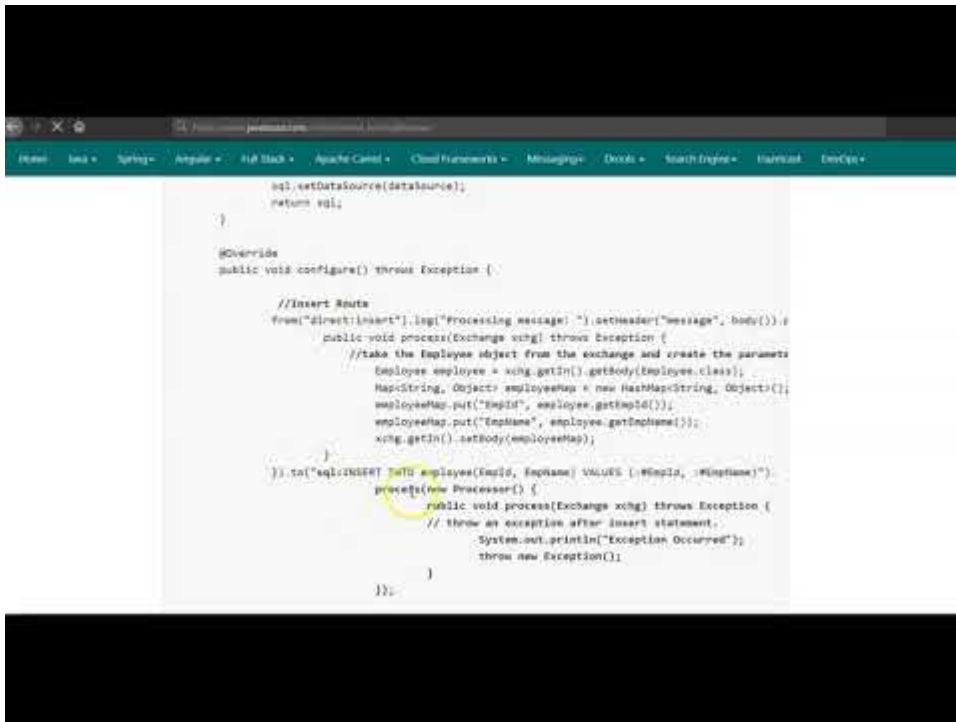 Home Java Spring Angular Full Stack Apache Camel Cloud Frameworks Messaging Devops Search Engine Hazelcast DevOps
sql.setDataSource(dataSource);
return sql;
}
@Override
public void configure() throws Exception {
//Insert Route
from("direct:insert").log("Processing message: ").setHeader("message", body()).
public void process(Exchange xchg) throws Exception {
//take the Employee object from the exchange and create the paramet
Employee employee = xchg.getIn().getBody(Employee.class);
Map<String, Object> employeeMap = new HashMap<String, Object>();
employeeMap.put("EmpId", employee.getEmpId());
employeeMap.put("EmpName", employee.getEmpName());
xchg.getIn().setBody(employeeMap);
}
}).to("sql:INSERT INTO employee(EmpId, EmpName) VALUES (:#EmpId, :#EmpName)").
process(new Processor() {
public void process(Exchange xchg) throws Exception {
// throw an exception after insert statement.
System.out.println("Exception Occurred");
throw new Exception();
}
});